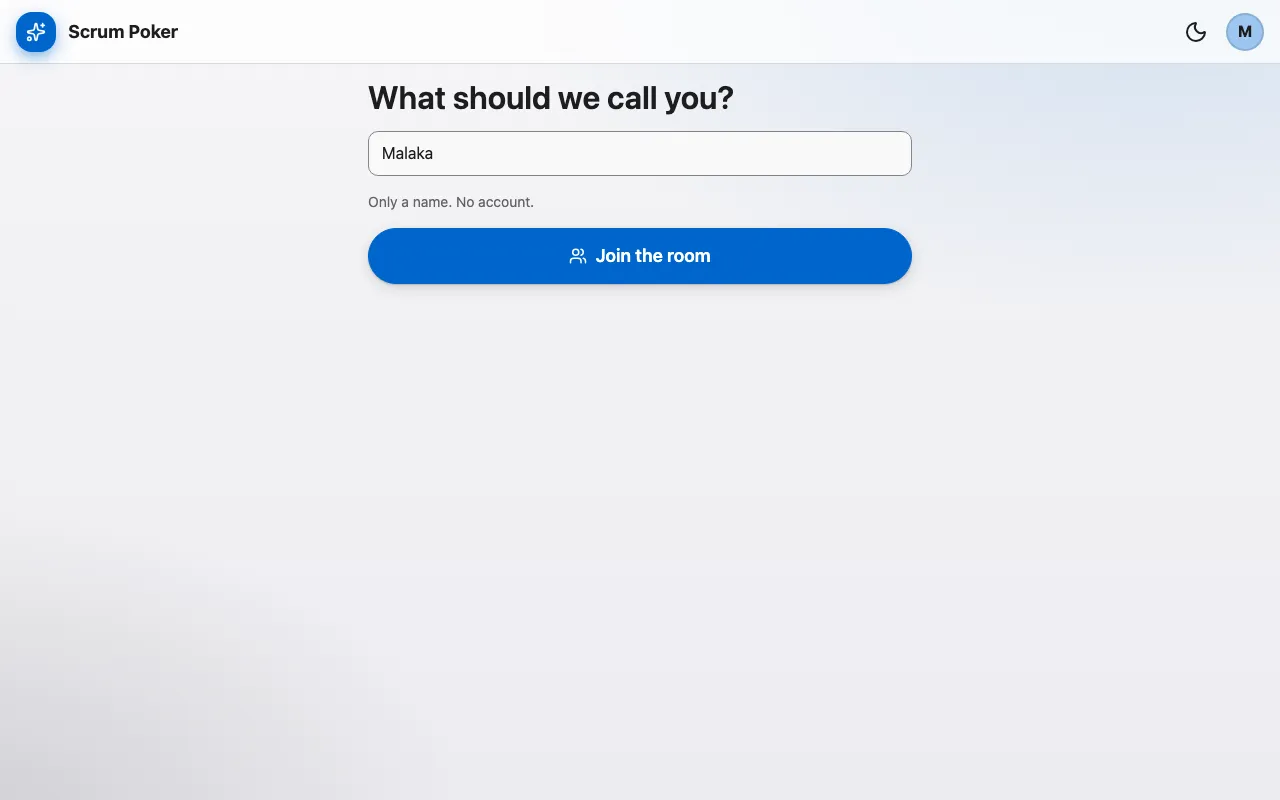 Scrum Poker
M
What should we call you?
Malaka
Only a name. No account.
Join the room